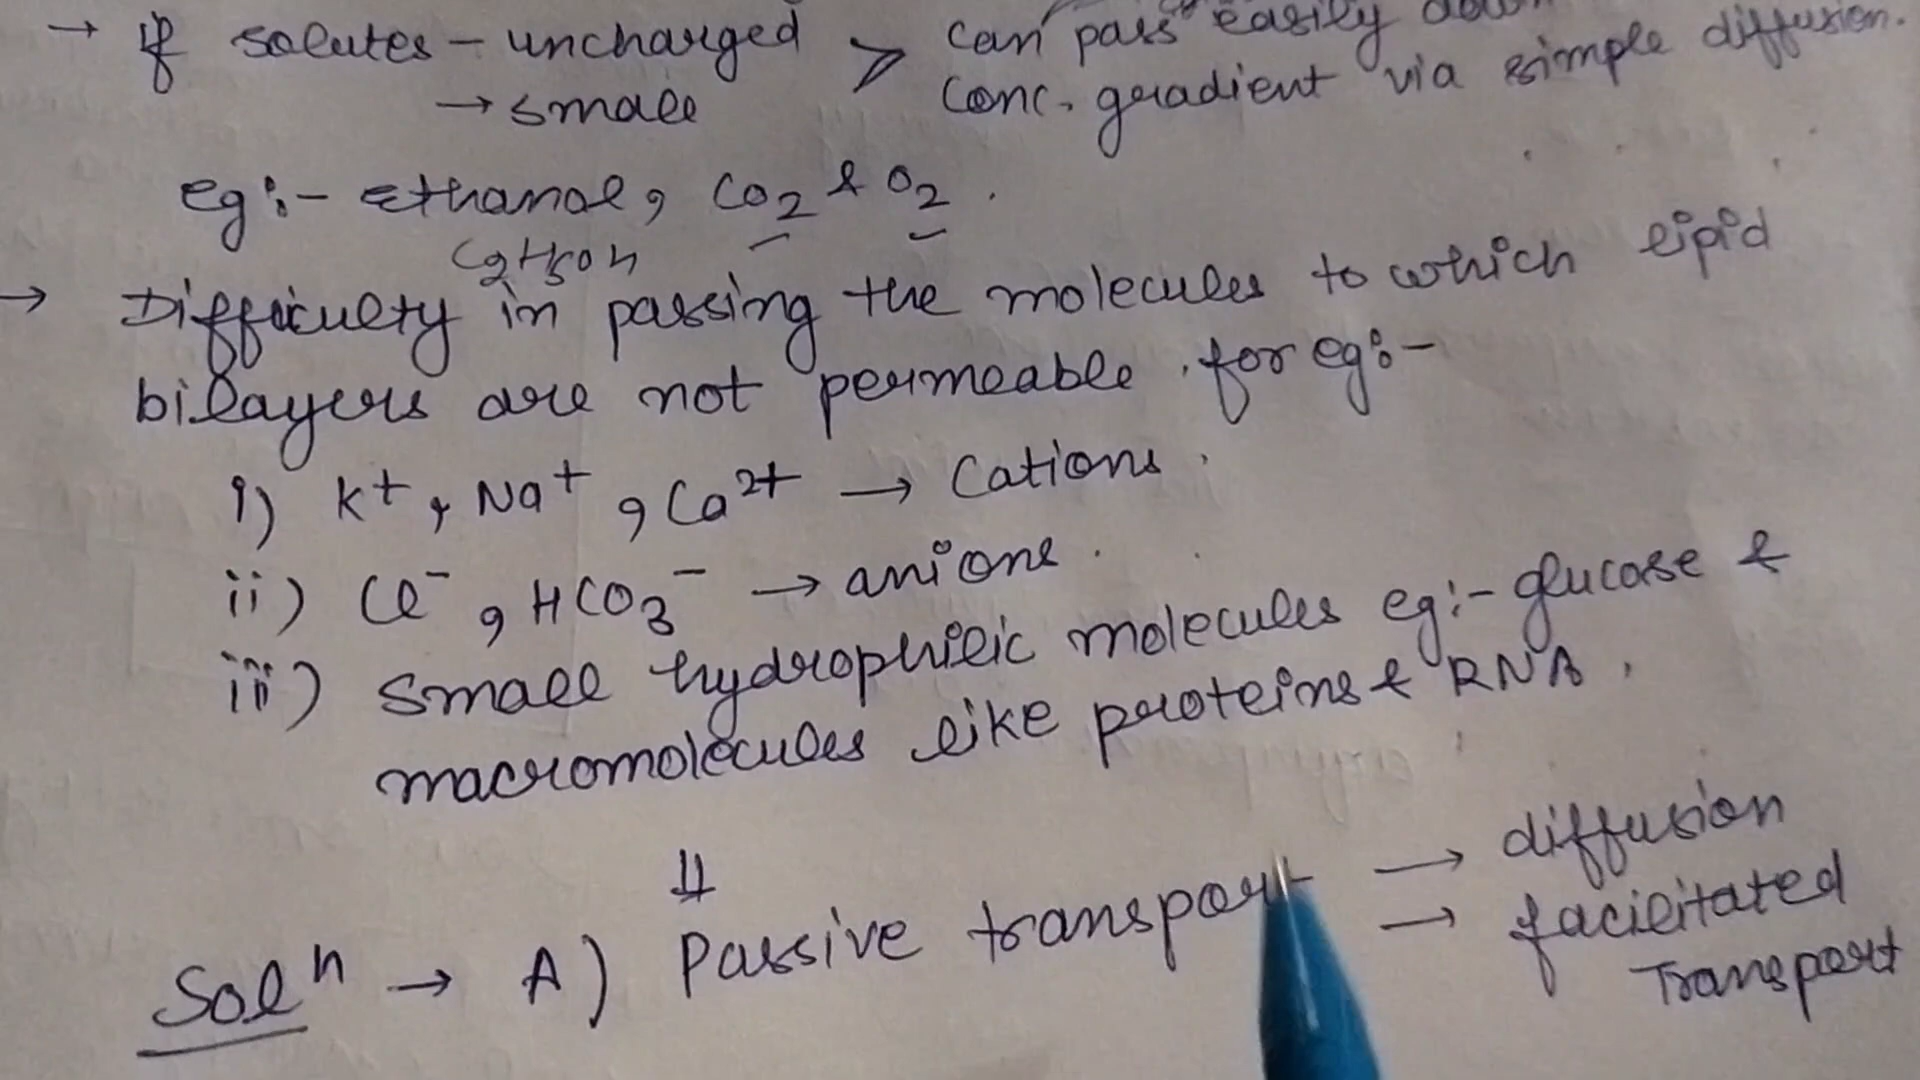 → If solutes - uncharged > can pass easily down
→ small conc. gradient via simple diffusion.
eg:- Ethanol, CO2 & O2.
C2H5OH
→ Difficulty in passing the molecules to which lipid
bilayers are not permeable. for eg:-
i) K+, Na+, Ca2+ → Cations.
ii) Cl-, HCO3- → anions.
iii) small hydrophilic molecules eg:- glucose &
macromolecules like proteins & RNA.
⇓
Soln → A) Passive transport → diffusion
→ facilitated
Transport